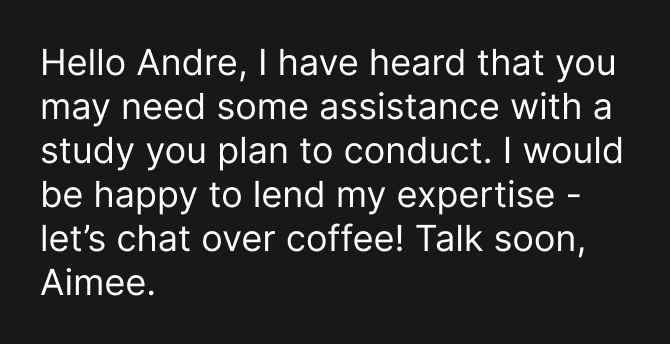 Hello Andre, I have heard that you
may need some assistance with a
study you plan to conduct. I would
be happy to lend my expertise -
let’s chat over coffee! Talk soon,
Aimee.